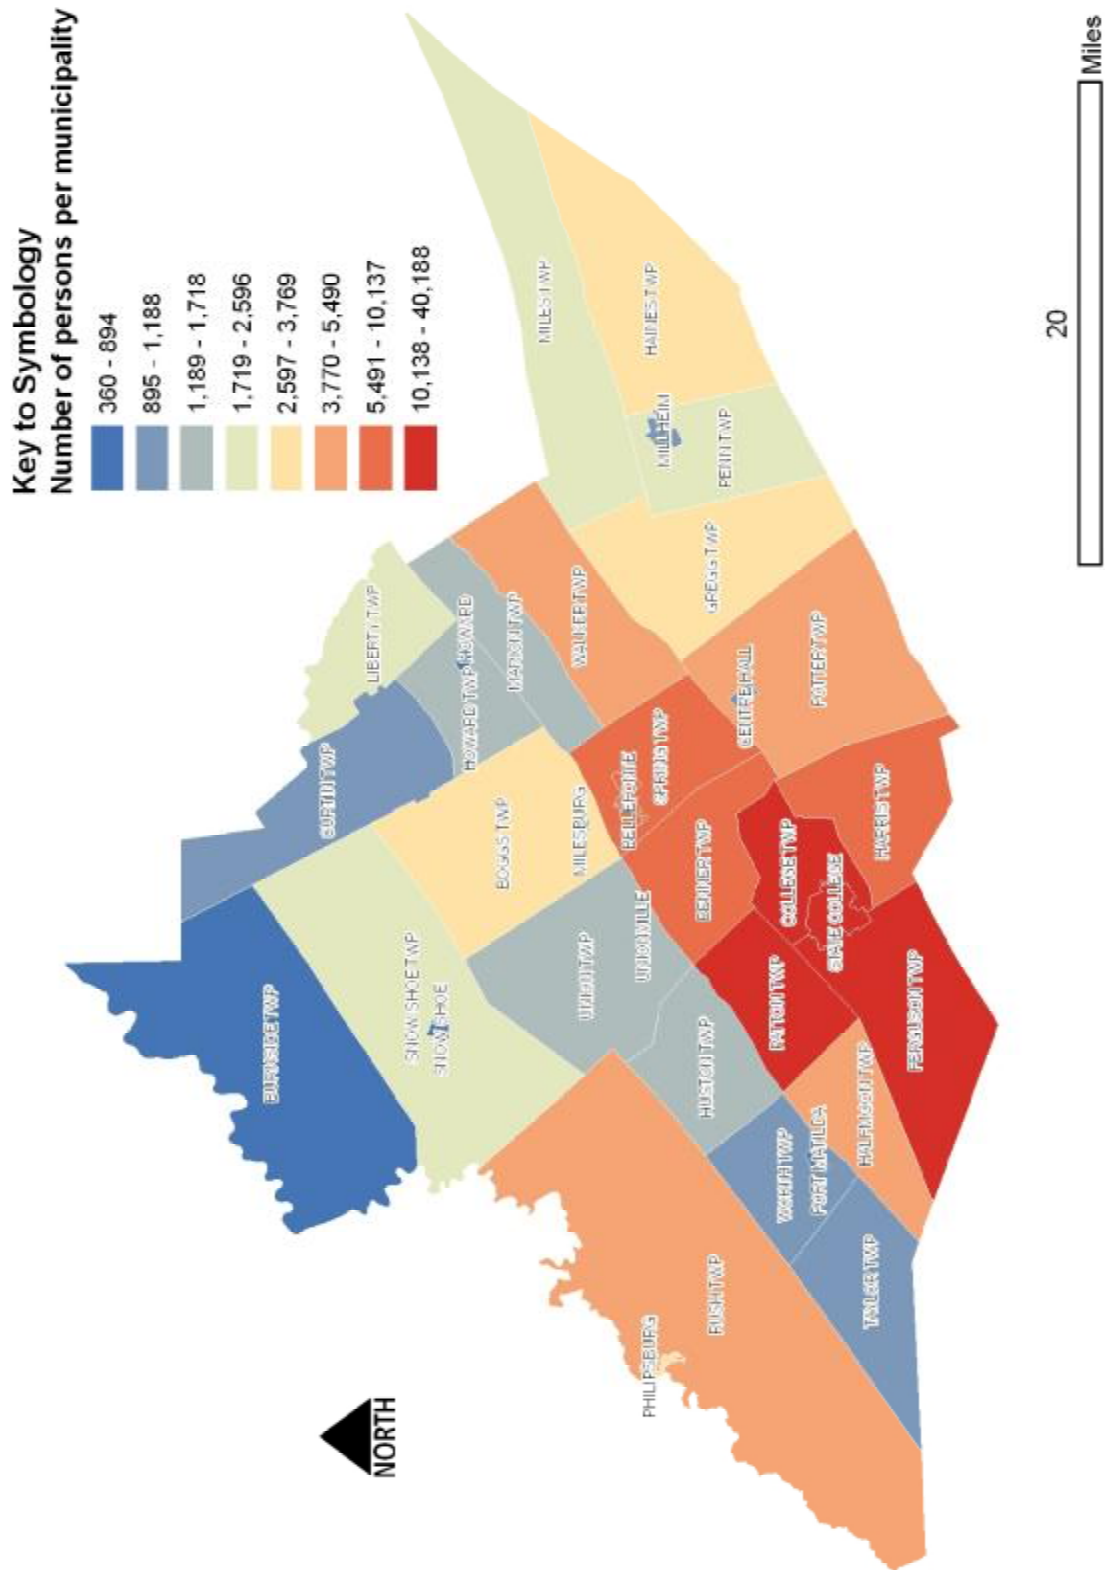 Key to Symbology
Number of persons per municipality
360 - 894
895 - 1,188
1,189 - 1,718
1,719 - 2,596
2,597 - 3,769
3,770 - 5,490
5,491 - 10,137
10,138 - 40,188
NORTH
BURNSIDE TWP
CURTIN TWP
LIBERTY TWP
SNOW SHOE TWP
SNOW SHOE
HOWARD TWP
HOWARD
MARION TWP
BOGGS TWP
MILESBURG
WALKER TWP
MILES TWP
HAINES TWP
MILLHEIM
PENN TWP
GREGG TWP
UNION TWP
UNIONVILLE
BELLEFONTE
SPRING TWP
CENTRE HALL
POTTER TWP
BENNER TWP
HUSTON TWP
PHILIPSBURG
RUSH TWP
PATTON TWP
COLLEGE TWP
STATE COLLEGE
HARRIS TWP
WORTH TWP
PORT MATILDA
HALFMOON TWP
FERGUSON TWP
TAYLOR TWP
20
Miles